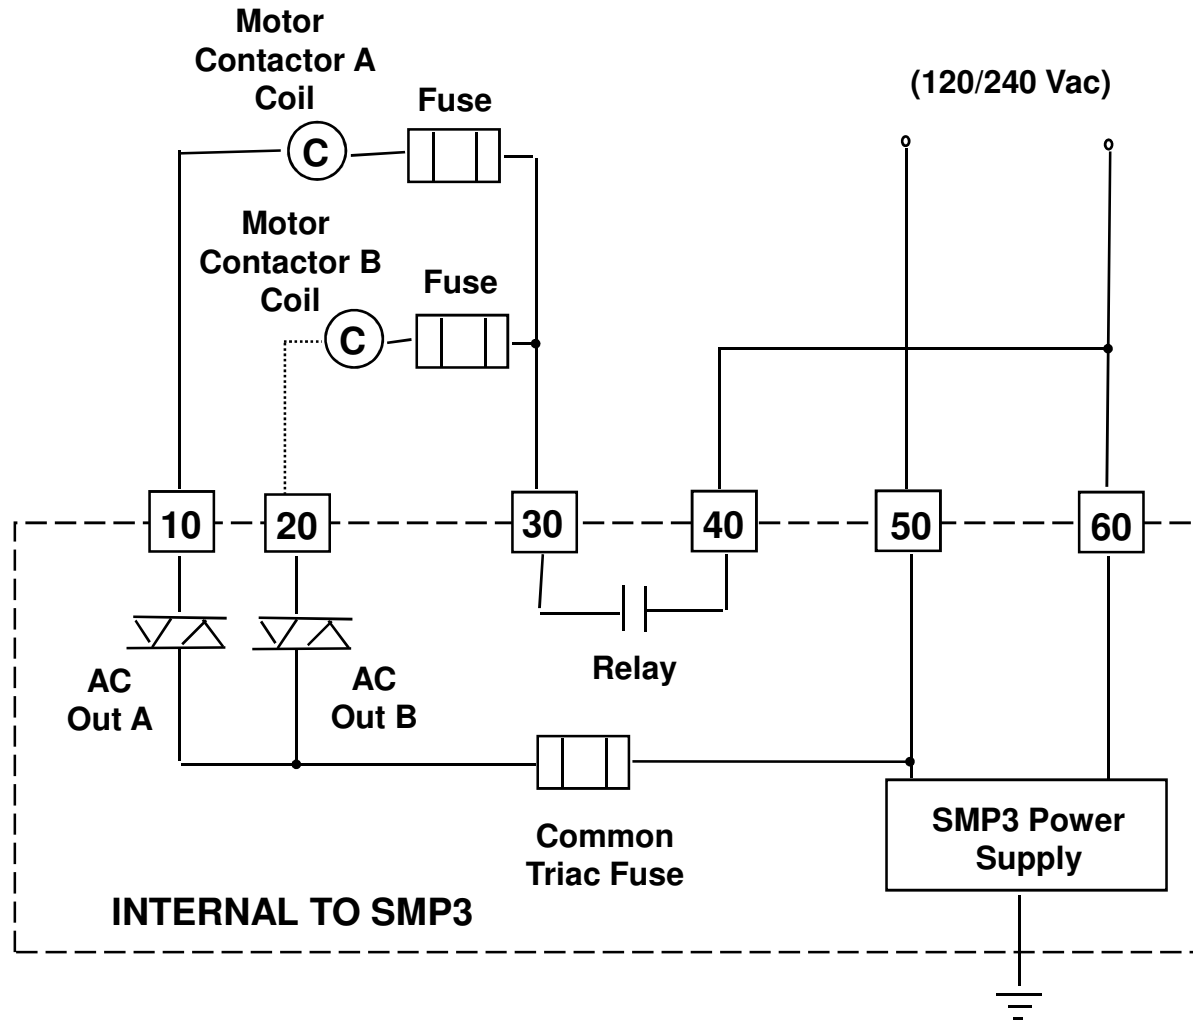 Motor
Contactor A
Coil
Fuse
(120/240 Vac)
C
Motor
Contactor B
Coil
Fuse
C
10
20
30
40
50
60
Relay
AC
Out A
AC
Out B
Common
Triac Fuse
SMP3 Power
Supply
INTERNAL TO SMP3